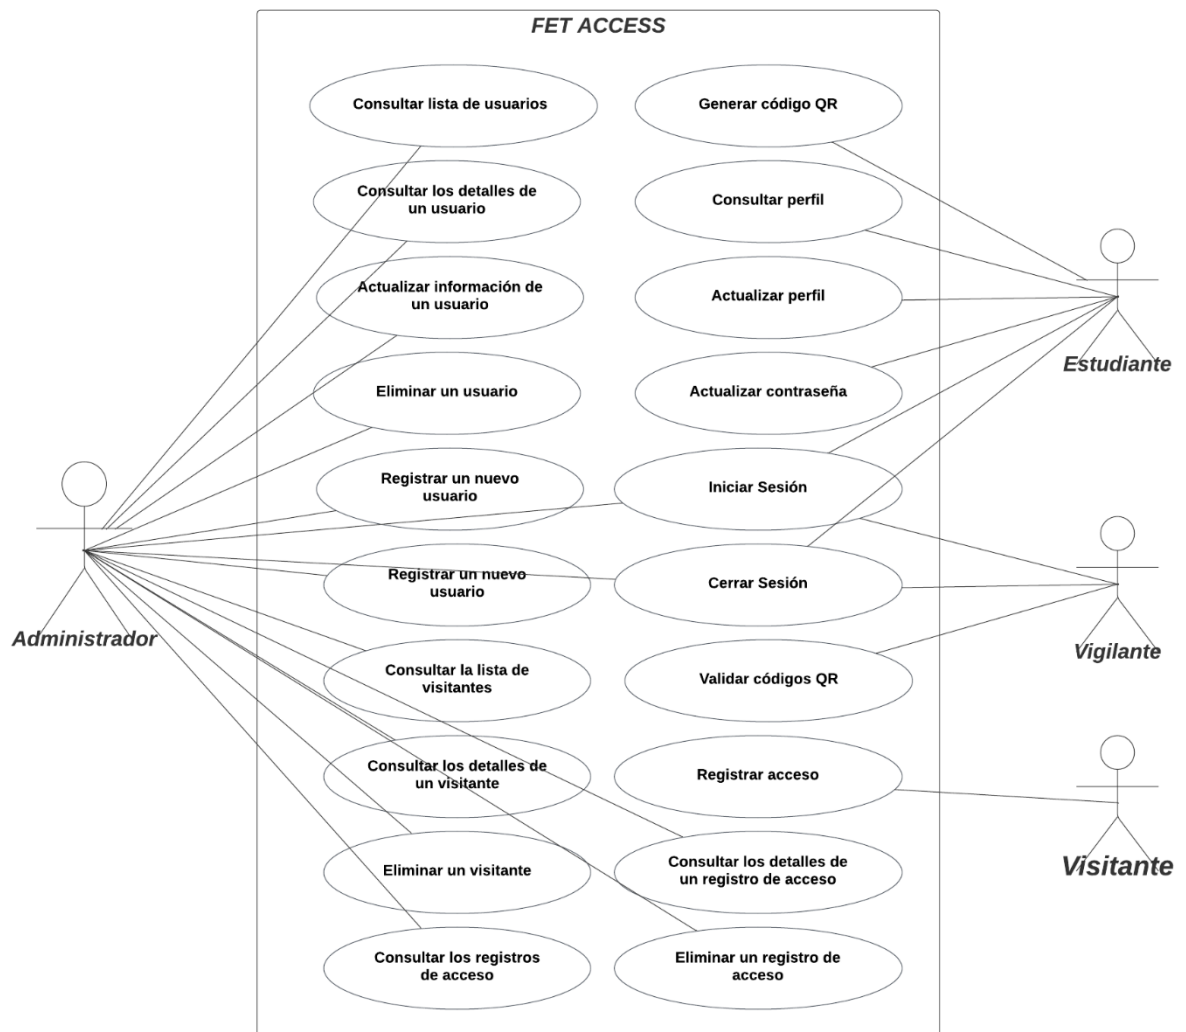 FET ACCESS
Consultar lista de usuarios
Generar código QR
Consultar los detalles de
un usuario
Consultar perfil
Actualizar información de
un usuario
Actualizar perfil
Estudiante
Eliminar un usuario
Actualizar contraseña
Registrar un nuevo
usuario
Iniciar Sesión
Administrador
Registrar un nuevo
usuario
Cerrar Sesión
Vigilante
Consultar la lista de
visitantes
Validar códigos QR
Consultar los detalles de
un visitante
Registrar acceso
Visitante
Eliminar un visitante
Consultar los detalles de
un registro de acceso
Consultar los registros
de acceso
Eliminar un registro de
acceso